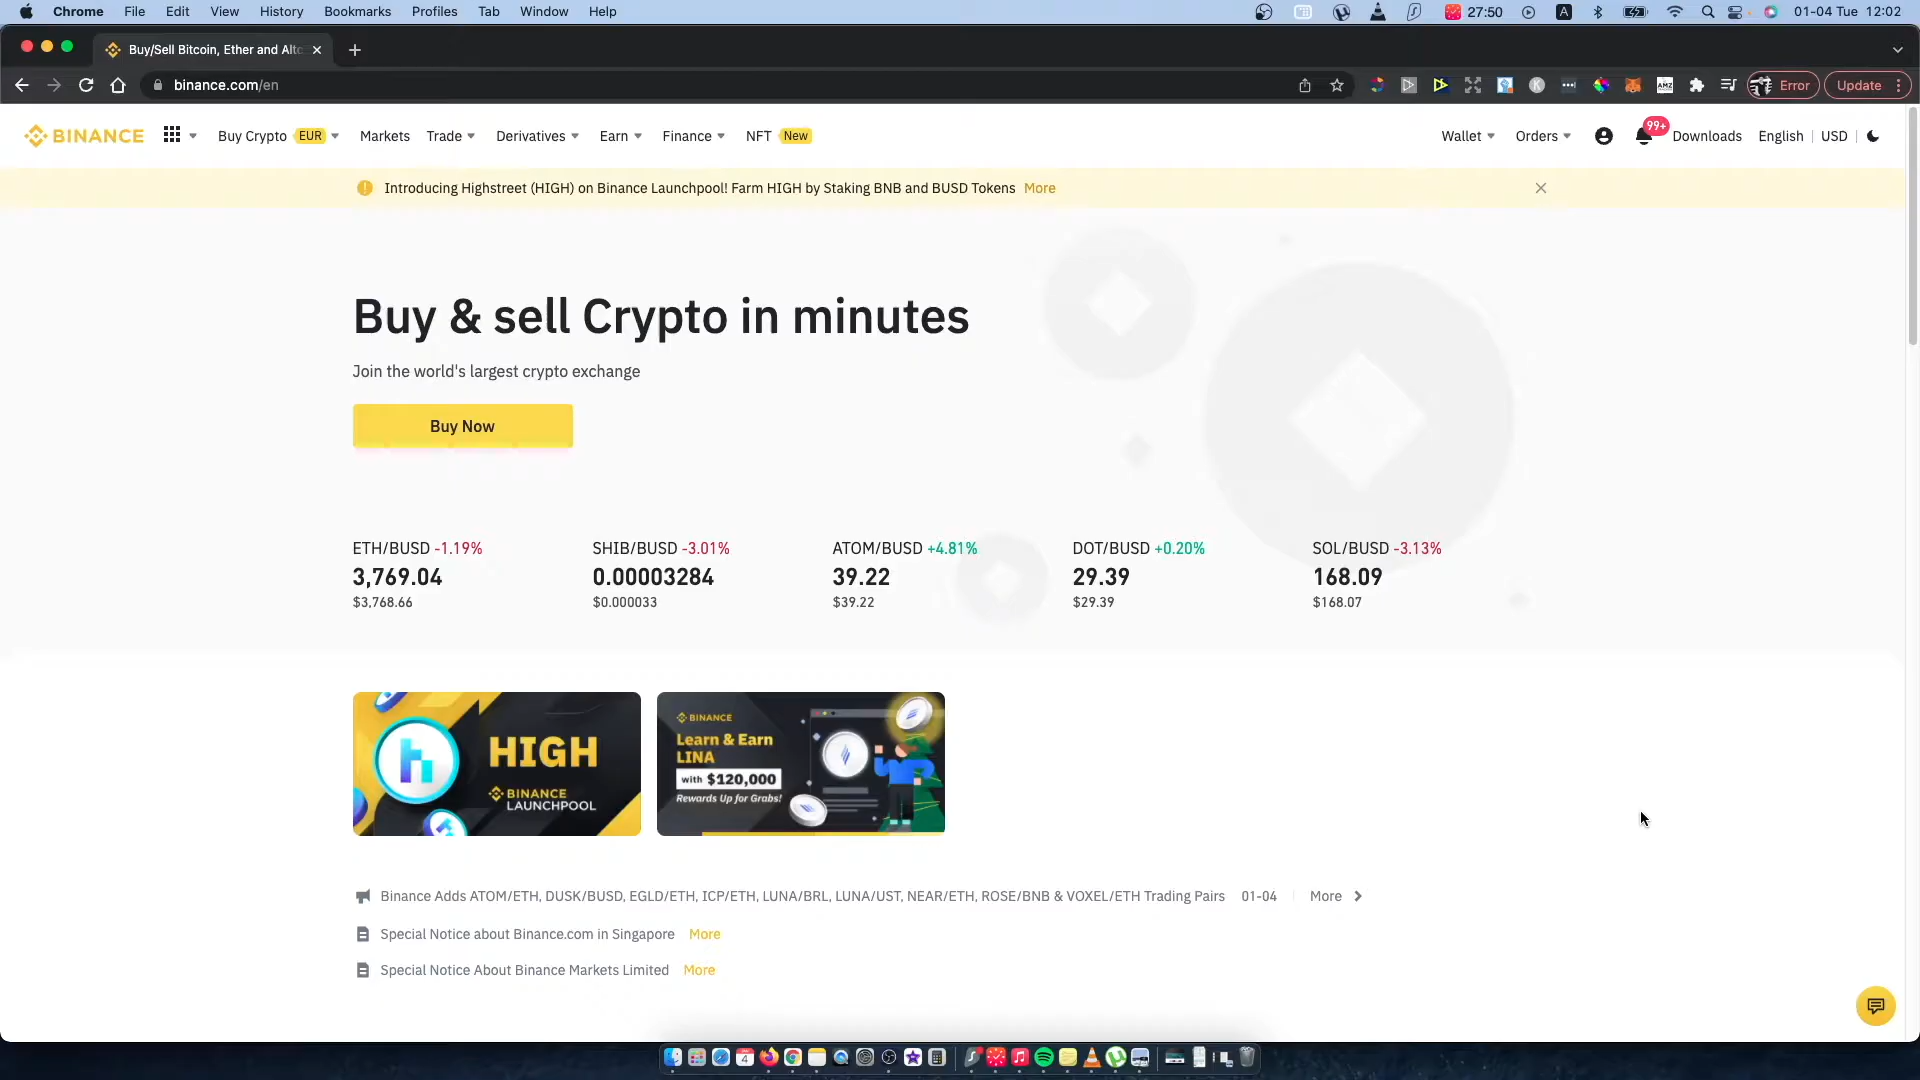 Chrome File Edit View History Bookmarks Profiles Tab Window Help 27:50 A 01-04 Tue 12:02
Buy/Sell Bitcoin, Ether and Altc
binance.com/en Error Update
BINANCE Buy Crypto EUR Markets Trade Derivatives Earn Finance NFT New Wallet Orders 99+ Downloads English USD
Introducing Highstreet (HIGH) on Binance Launchpool! Farm HIGH by Staking BNB and BUSD Tokens More
Buy & sell Crypto in minutes
Join the world's largest crypto exchange
Buy Now
ETH/BUSD -1.19% SHIB/BUSD -3.01% ATOM/BUSD +4.81% DOT/BUSD +0.20% SOL/BUSD -3.13%
3,769.04 0.00003284 39.22 29.39 168.09
$3,768.66 $0.000033 $39.22 $29.39 $168.07
HIGH
BINANCE
LAUNCHPOOL
BINANCE
Learn & Earn
LINA
with $120,000
Rewards Up for Grabs!
Binance Adds ATOM/ETH, DUSK/BUSD, EGLD/ETH, ICP/ETH, LUNA/BRL, LUNA/UST, NEAR/ETH, ROSE/BNB & VOXEL/ETH Trading Pairs 01-04 More
Special Notice about Binance.com in Singapore More
Special Notice About Binance Markets Limited More